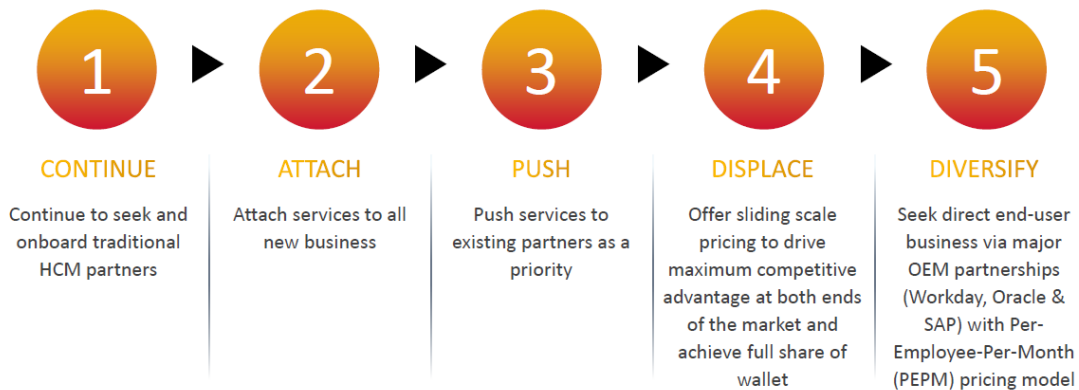 1
2
3
4
5
CONTINUE
Continue to seek and
onboard traditional
HCM partners
ATTACH
Attach services to all
new business
PUSH
Push services to
existing partners as a
priority
DISPLACE
Offer sliding scale
pricing to drive
maximum competitive
advantage at both ends
of the market and
achieve full share of
wallet
DIVERSIFY
Seek direct end-user
business via major
OEM partnerships
(Workday, Oracle &
SAP) with Per-
Employee-Per-Month
(PEPM) pricing model